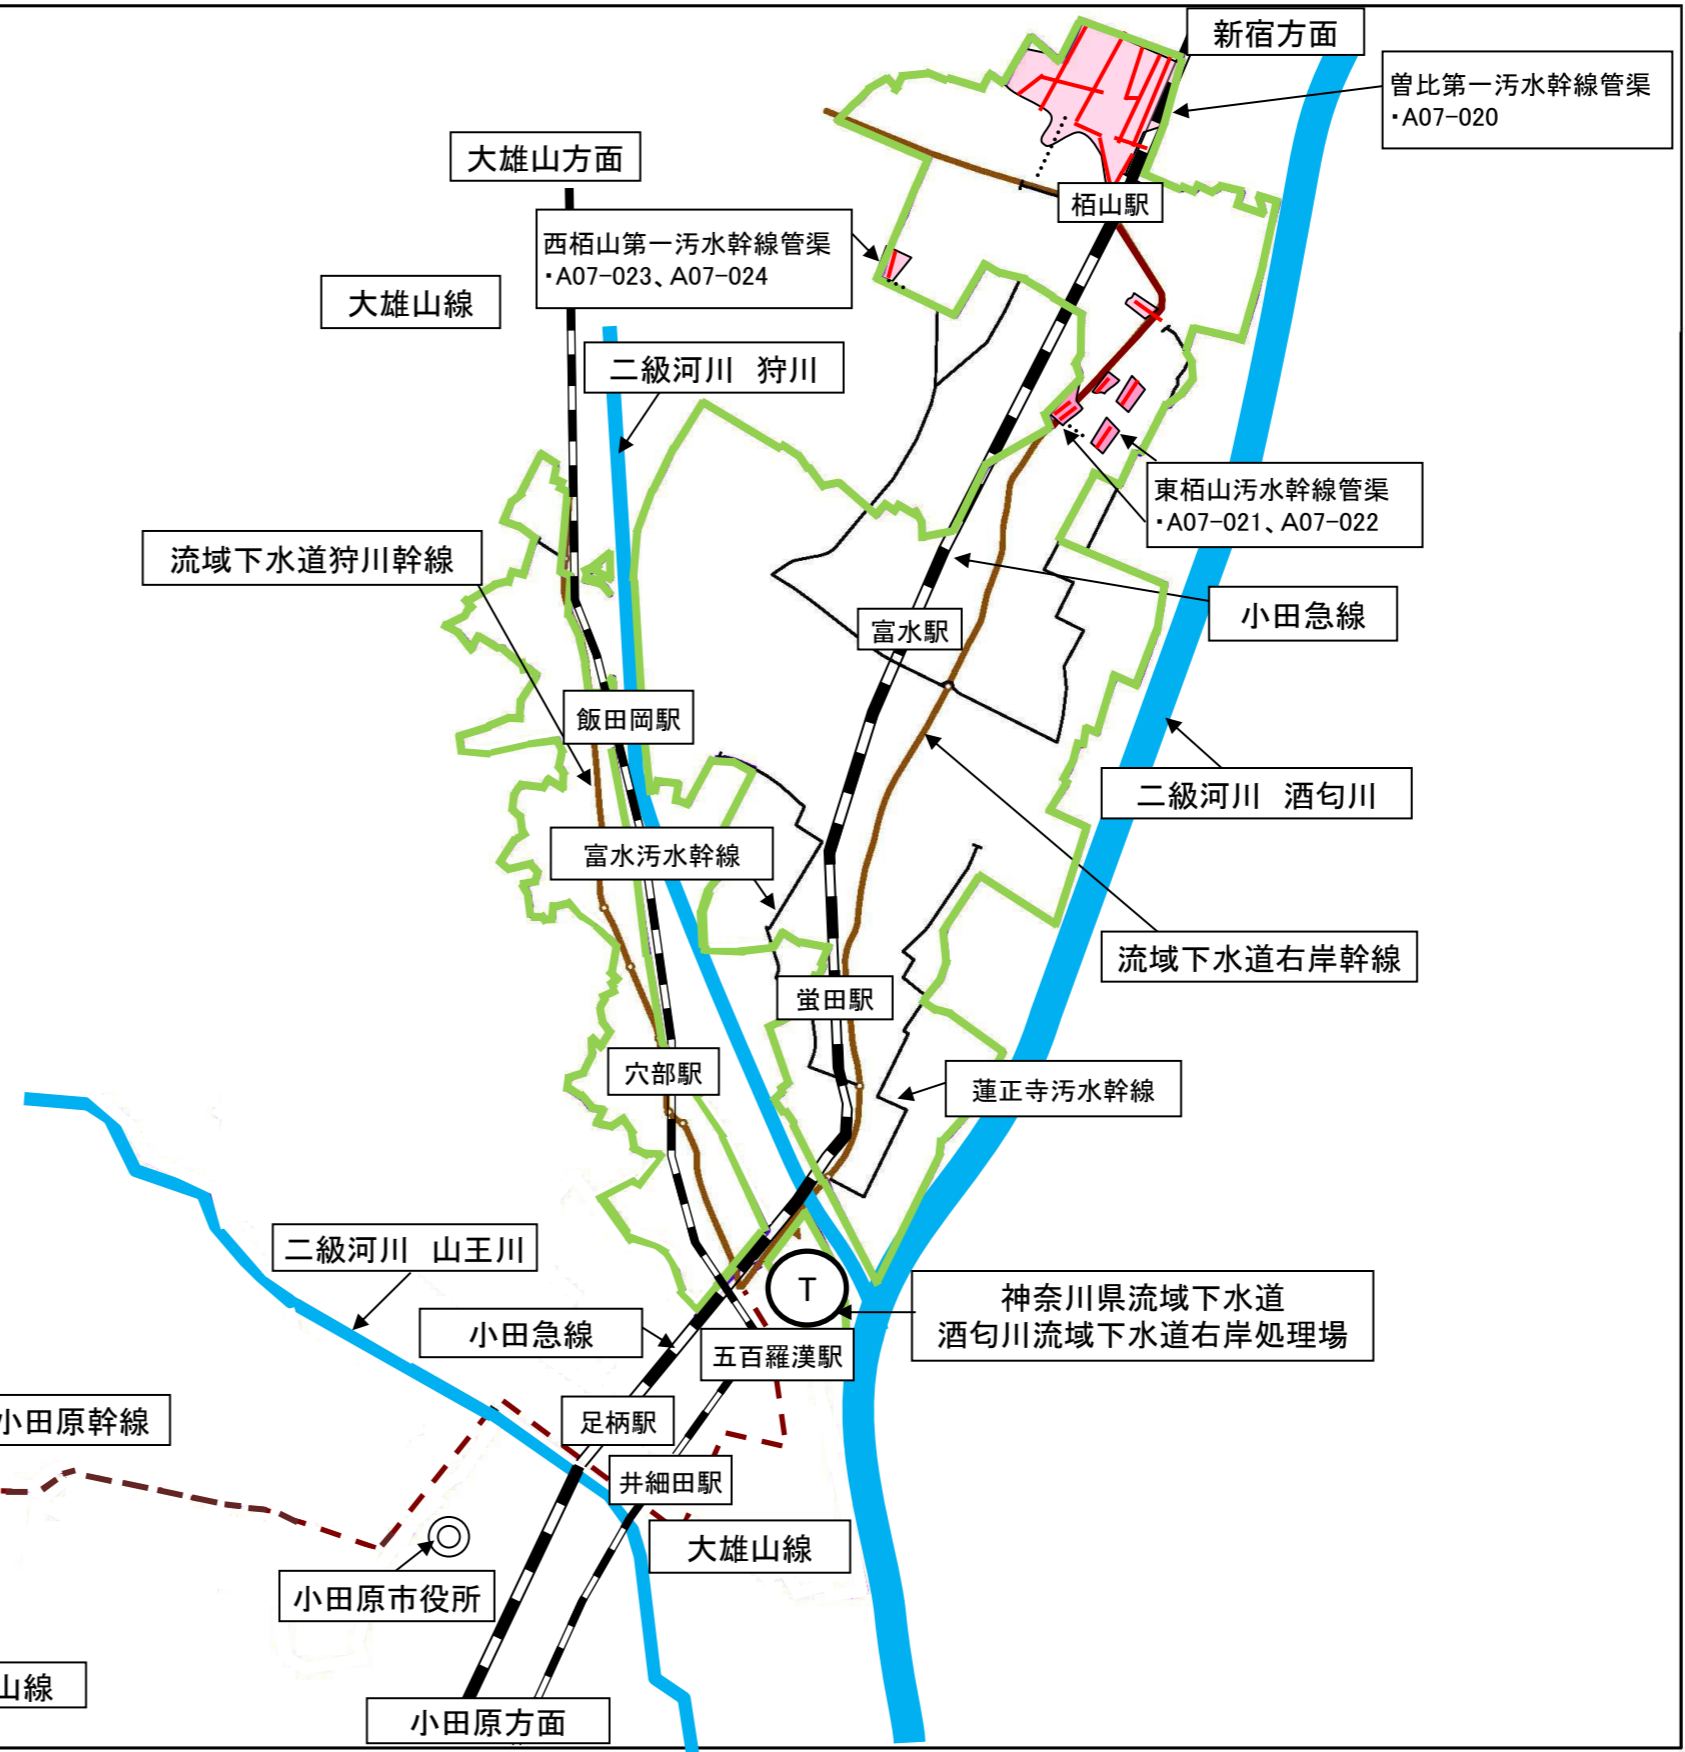 新宿方面
曽比第一汚水幹線管渠
・A07-020
大雄山方面
栢山駅
西栢山第一汚水幹線管渠
・A07-023、A07-024
大雄山線
二級河川　狩川
東栢山汚水幹線管渠
・A07-021、A07-022
流域下水道狩川幹線
小田急線
富水駅
飯田岡駅
二級河川　酒匂川
富水汚水幹線
流域下水道右岸幹線
蛍田駅
穴部駅
蓮正寺汚水幹線
二級河川　山王川
T
神奈川県流域下水道
酒匂川流域下水道右岸処理場
小田急線
五百羅漢駅
小田原幹線
足柄駅
井細田駅
大雄山線
小田原市役所
山線
小田原方面